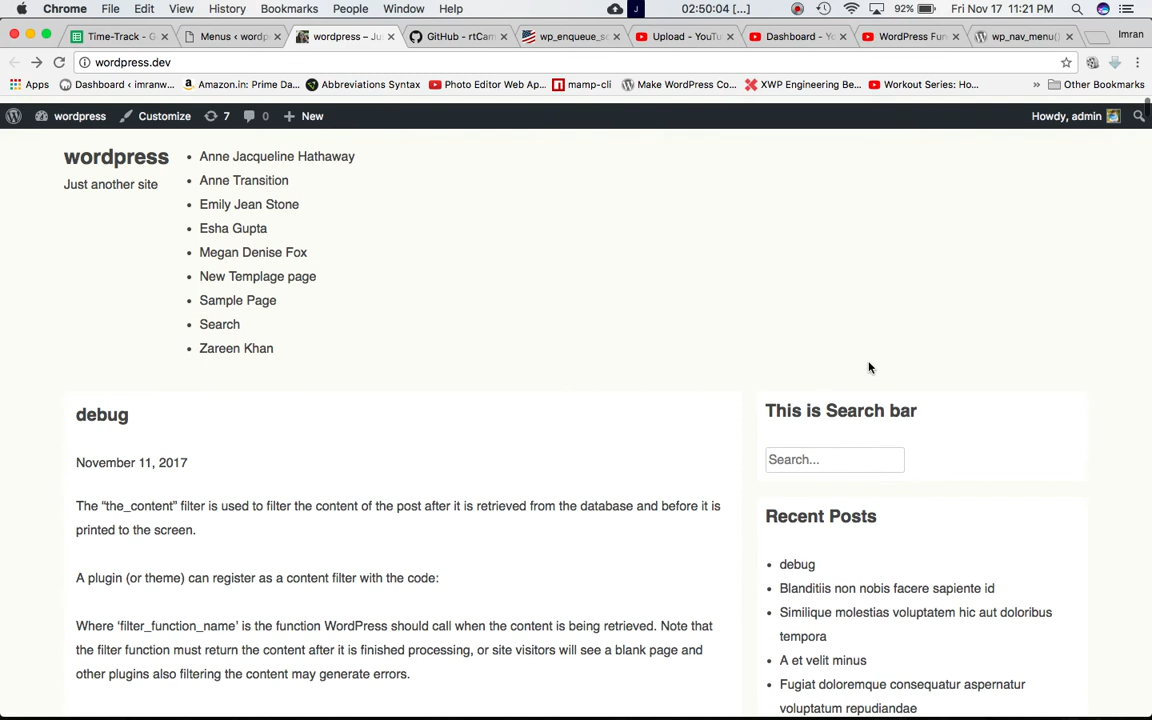 Chrome File Edit View History Bookmarks People Window Help J 02:50:04 [...] 92% Fri Nov 17 11:21 PM
Time-Track - G Menus < wordp wordpress – Ju GitHub - rtCam wp_enqueue_sc Upload - YouTu Dashboard - Yo WordPress Fun wp_nav_menu() Imran
wordpress.dev
Apps Dashboard ‹ imranw... Amazon.in: Prime Da... Abbreviations Syntax Photo Editor Web Ap... mamp-cli Make WordPress Co... XWP Engineering Be... Workout Series: Ho... » Other Bookmarks
wordpress Customize 7 0 New Howdy, admin
wordpress
Just another site
Anne Jacqueline Hathaway
Anne Transition
Emily Jean Stone
Esha Gupta
Megan Denise Fox
New Templage page
Sample Page
Search
Zareen Khan
debug
November 11, 2017
The “the_content” filter is used to filter the content of the post after it is retrieved from the database and before it is
printed to the screen.
A plugin (or theme) can register as a content filter with the code:
Where ‘filter_function_name’ is the function WordPress should call when the content is being retrieved. Note that
the filter function must return the content after it is finished processing, or site visitors will see a blank page and
other plugins also filtering the content may generate errors.
This is Search bar
Search...
Recent Posts
debug
Blanditiis non nobis facere sapiente id
Similique molestias voluptatem hic aut doloribus
tempora
A et velit minus
Fugiat doloremque consequatur aspernatur
voluptatum repudiandae